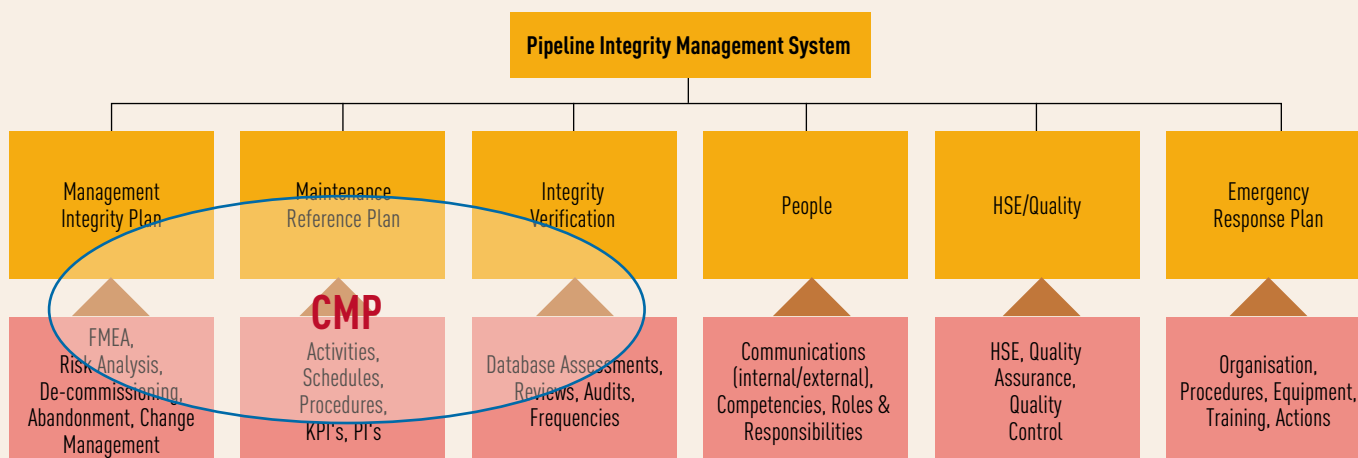 Pipeline Integrity Management System
Management
Integrity Plan
Maintenance
Reference Plan
Integrity
Verification
People
HSE/Quality
Emergency
Response Plan
CMP
FMEA,
Risk Analysis,
De-commissioning,
Abandonment, Change
Management
Activities,
Schedules,
Procedures,
KPI's, PI's
Database Assessments,
Reviews, Audits,
Frequencies
Communications
(internal/external),
Competencies, Roles &
Responsibilities
HSE, Quality
Assurance,
Quality
Control
Organisation,
Procedures, Equipment,
Training, Actions